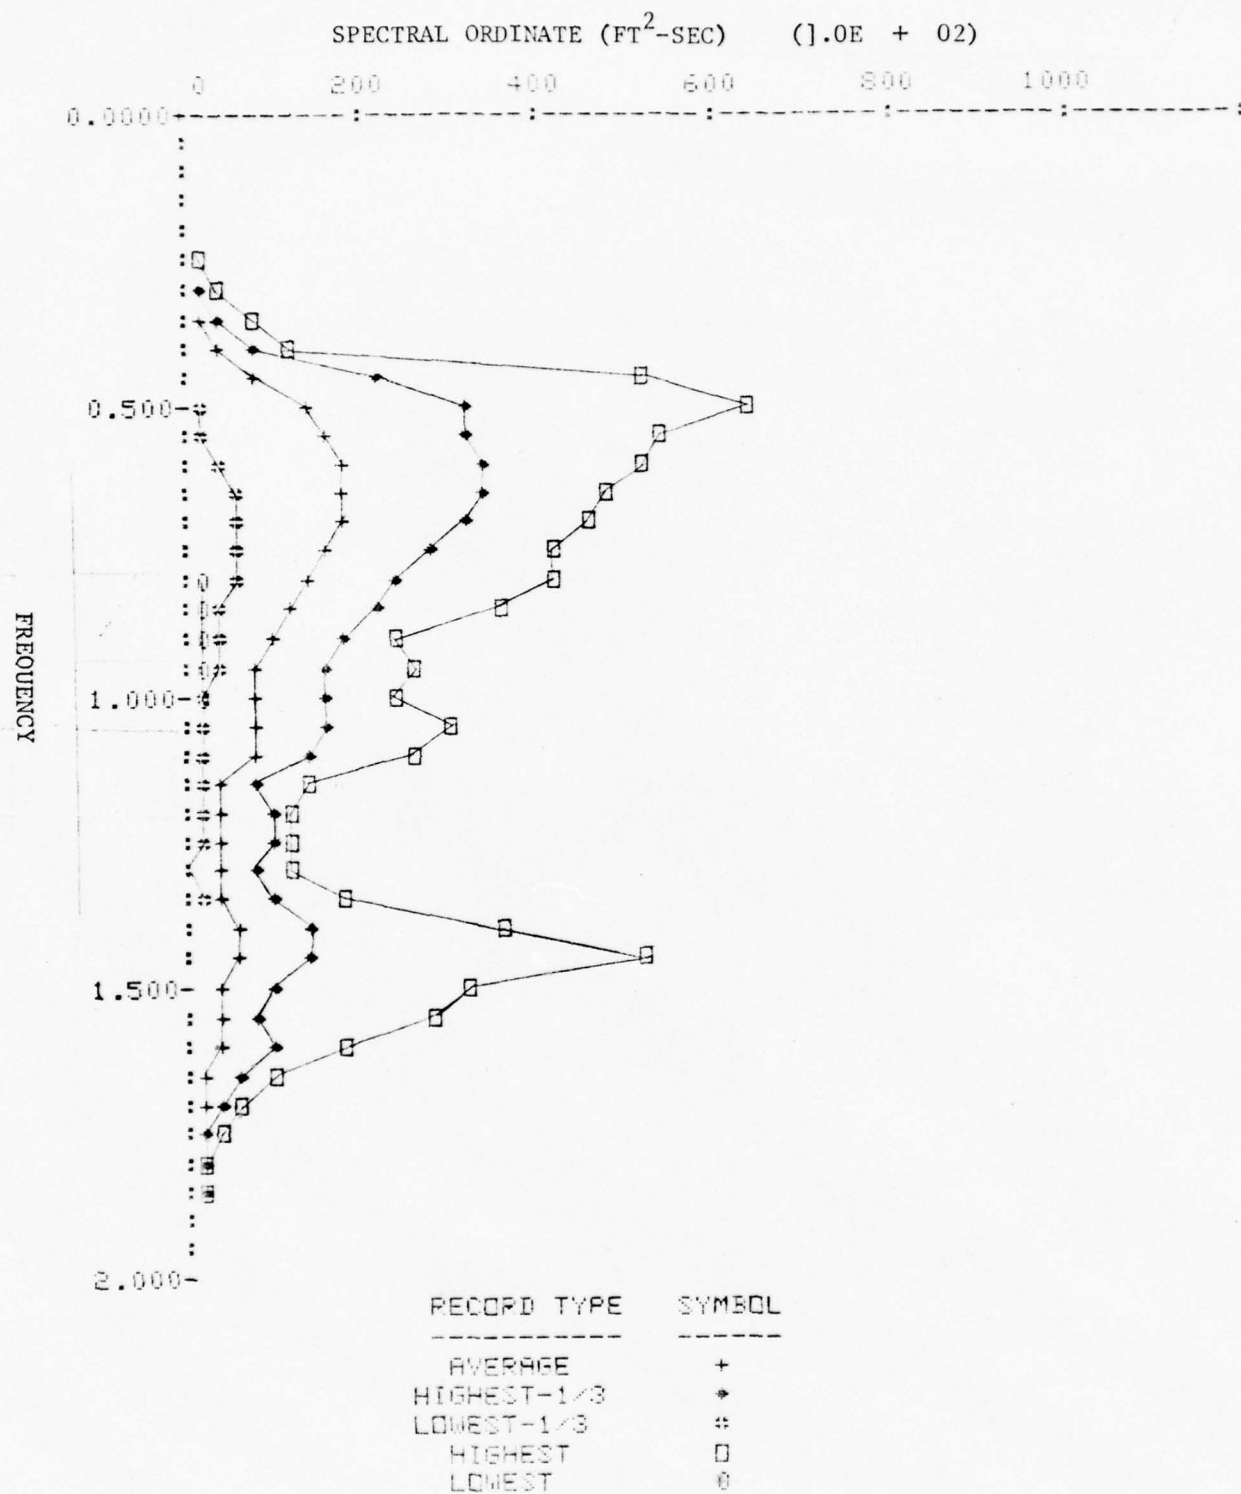 SPECTRAL ORDINATE (FT2-SEC) (].0E + 02)
0 200 400 600 800 1000
0.0000
0.500
FREQUENCY
1.000
1.500
2.000
RECORD TYPE SYMBOL
AVERAGE +
HIGHEST-1/3 *
LOWEST-1/3 #
HIGHEST □
LOWEST 0